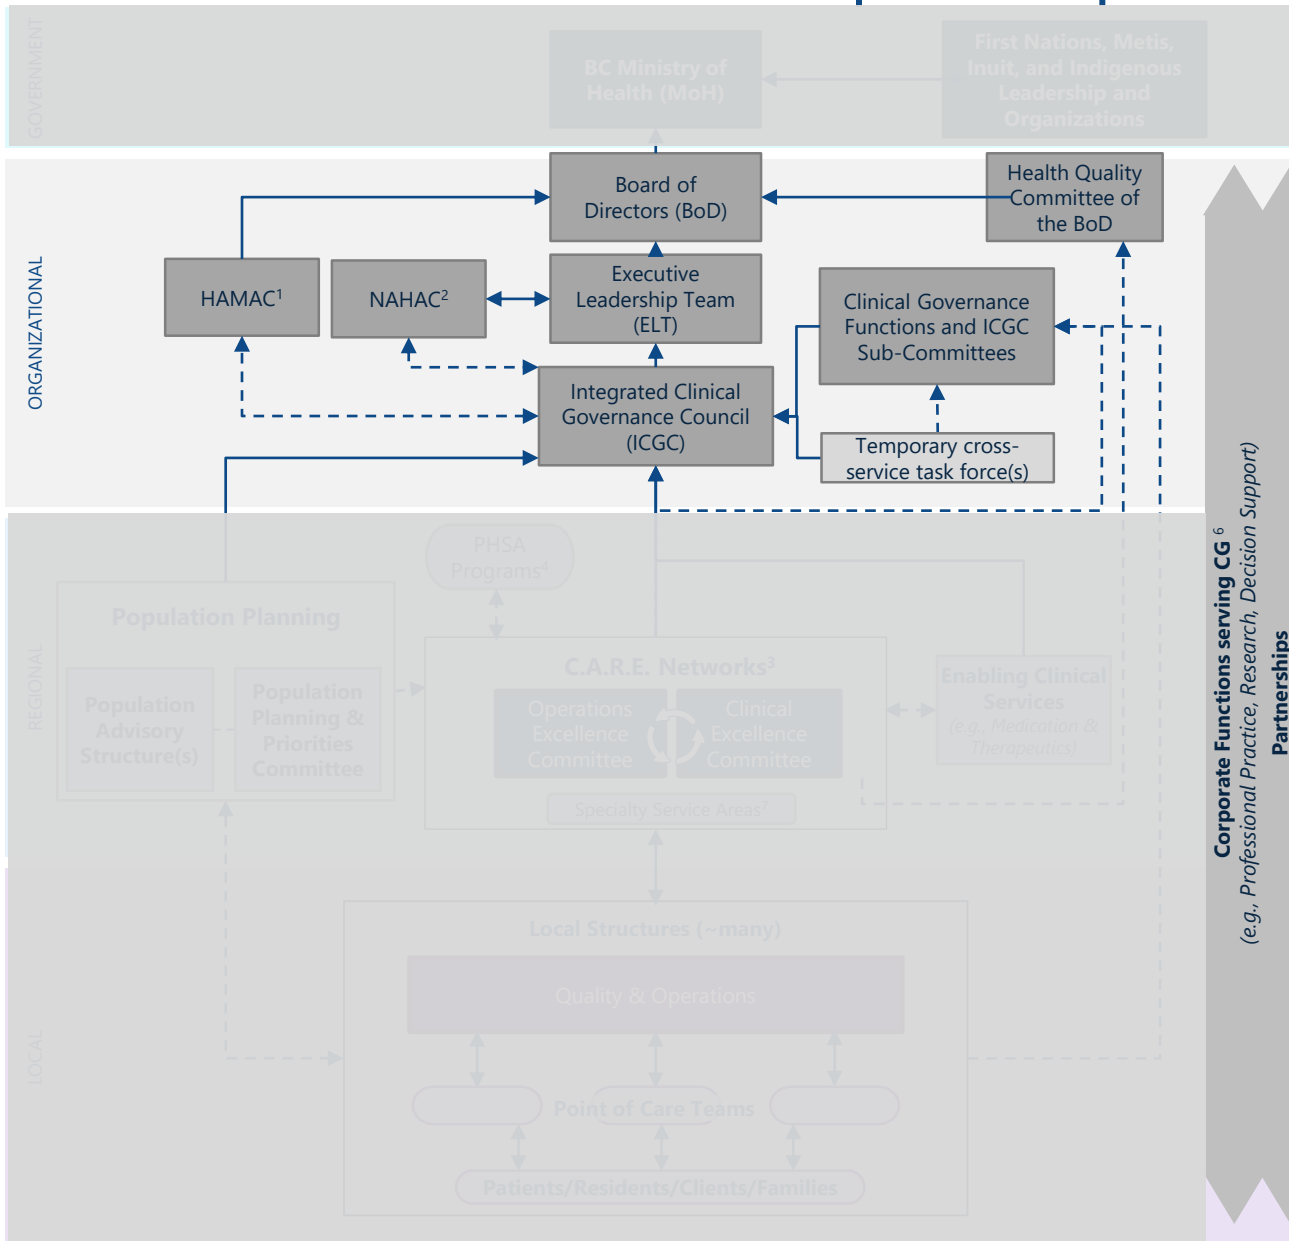 GOVERNMENT
BC Ministry of
Health (MoH)
First Nations, Metis,
Inuit, and Indigenous
Leadership and
Organizations
ORGANIZATIONAL
Board of
Directors (BoD)
Health Quality
Committee of
the BoD
HAMAC¹
NAHAC²
Executive
Leadership Team
(ELT)
Clinical Governance
Functions and ICGC
Sub-Committees
Integrated Clinical
Governance Council
(ICGC)
Temporary cross-
service task force(s)
REGIONAL
PHSA
Programs⁴
Population Planning
Population
Advisory
Structure(s)
Population
Planning &
Priorities
Committee
C.A.R.E. Networks³
Operations
Excellence
Committee
Clinical
Excellence
Committee
Specialty Service Areas⁷
Enabling Clinical
Services
(e.g., Medication &
Therapeutics)
LOCAL
Local Structures (~many)
Quality & Operations
Point of Care Teams
Patients/Residents/Clients/Families
Corporate Functions serving CG ⁶
(e.g., Professional Practice, Research, Decision Support)
Partnerships